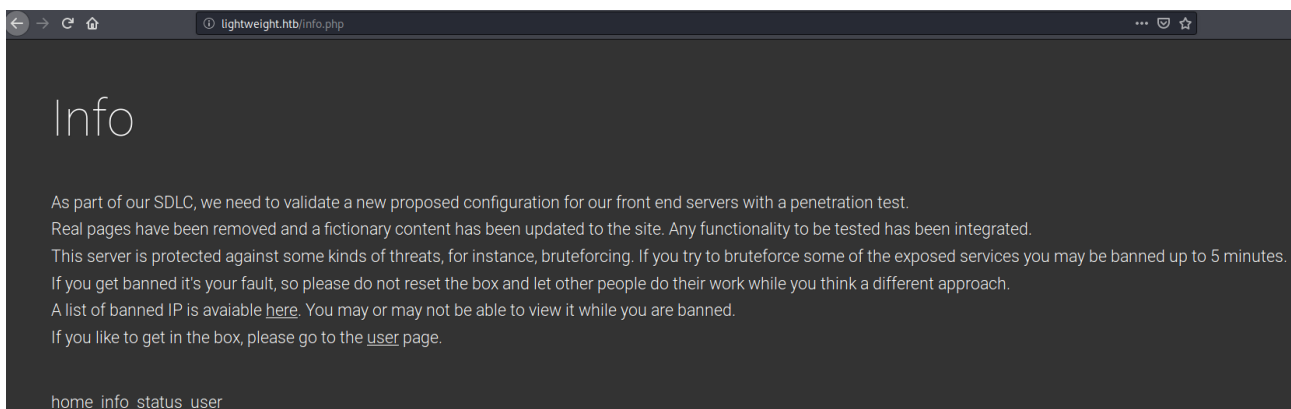 lightweight.htb/info.php
Info
As part of our SDLC, we need to validate a new proposed configuration for our front end servers with a penetration test.
Real pages have been removed and a fictionary content has been updated to the site. Any functionality to be tested has been integrated.
This server is protected against some kinds of threats, for instance, bruteforcing. If you try to bruteforce some of the exposed services you may be banned up to 5 minutes.
If you get banned it's your fault, so please do not reset the box and let other people do their work while you think a different approach.
A list of banned IP is avaiable here. You may or may not be able to view it while you are banned.
If you like to get in the box, please go to the user page.
home info status user